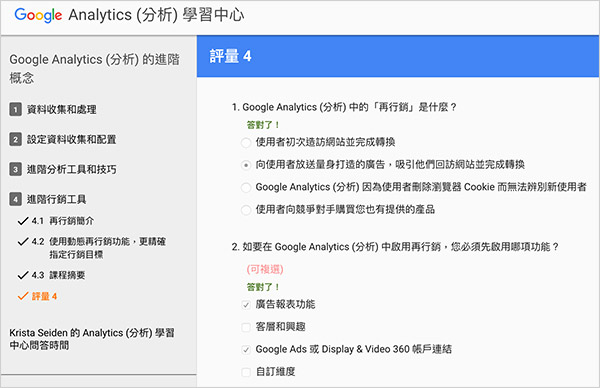 Google Analytics (分析) 學習中心
Google Analytics (分析) 的進階
概念
1 資料收集和處理
2 設定資料收集和配置
3 進階分析工具和技巧
4 進階行銷工具
4.1 再行銷簡介
4.2 使用動態再行銷功能，更精確
指定行銷目標
4.3 課程摘要
評量 4
Krista Seiden 的 Analytics (分析) 學習
中心問答時間
評量 4
1. Google Analytics (分析) 中的「再行銷」是什麼？
答對了！
使用者初次造訪網站並完成轉換
向使用者放送量身打造的廣告，吸引他們回訪網站並完成轉換
Google Analytics (分析) 因為使用者刪除瀏覽器 Cookie 而無法辨別新使用者
使用者向競爭對手購買您也有提供的產品
2. 如要在 Google Analytics (分析) 中啟用再行銷，您必須先啟用哪項功能？
(可複選)
答對了！
廣告報表功能
客層和興趣
Google Ads 或 Display & Video 360 帳戶連結
自訂維度